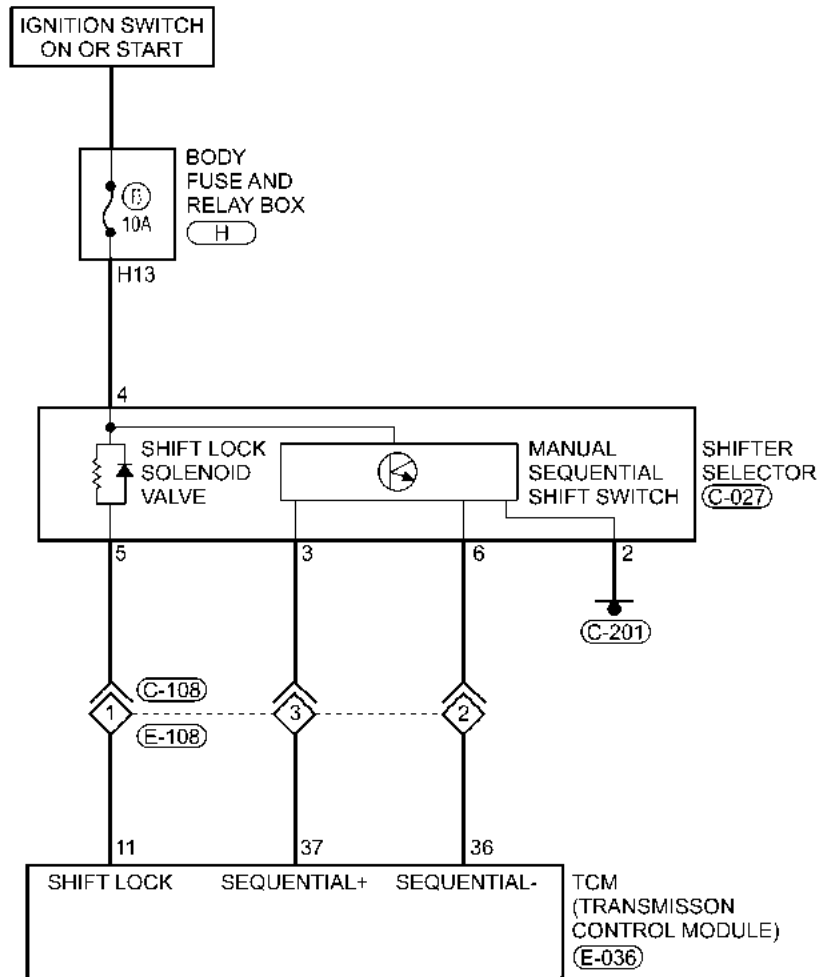 IGNITION SWITCH
ON OR START
BODY
FUSE AND
RELAY BOX
H
10A
H13
4
SHIFT LOCK
SOLENOID
VALVE
MANUAL
SEQUENTIAL
SHIFT SWITCH
SHIFTER
SELECTOR
C-027
5
3
6
2
C-201
C-108
1
3
2
E-108
11
37
36
SHIFT LOCK
SEQUENTIAL+
SEQUENTIAL-
TCM
(TRANSMISSON
CONTROL MODULE)
E-036